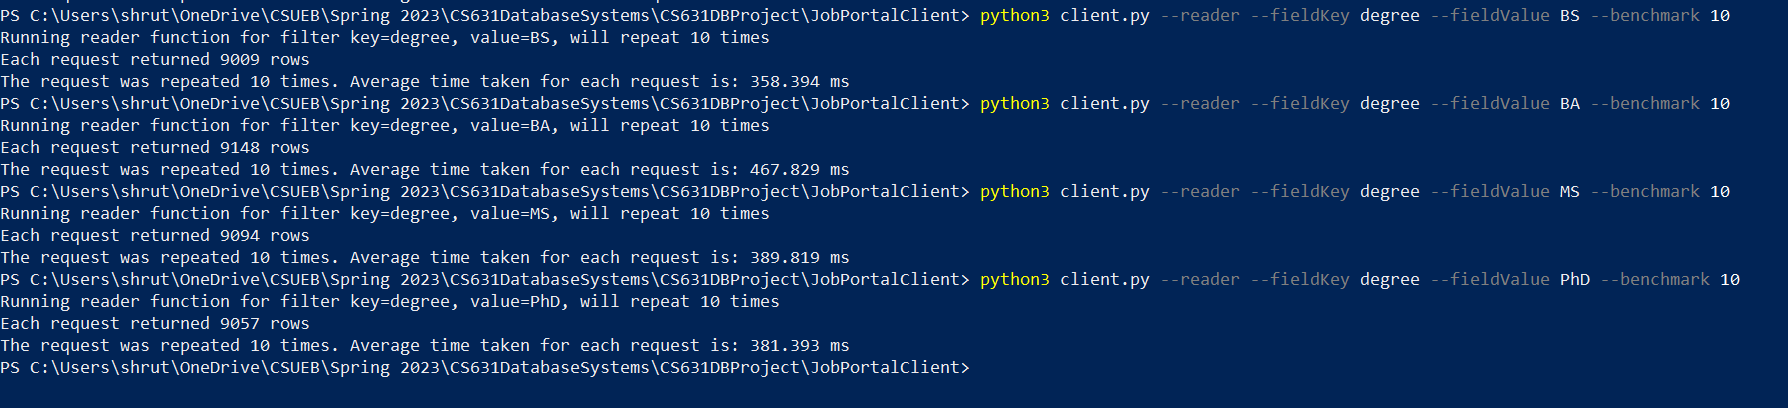 PS C:\Users\shrut\OneDrive\CSUEB\Spring 2023\CS631DatabaseSystems\CS631DBProject\JobPortalClient> python3 client.py --reader --fieldKey degree --fieldValue BS --benchmark 10
Running reader function for filter key=degree, value=BS, will repeat 10 times
Each request returned 9009 rows
The request was repeated 10 times. Average time taken for each request is: 358.394 ms
PS C:\Users\shrut\OneDrive\CSUEB\Spring 2023\CS631DatabaseSystems\CS631DBProject\JobPortalClient> python3 client.py --reader --fieldKey degree --fieldValue BA --benchmark 10
Running reader function for filter key=degree, value=BA, will repeat 10 times
Each request returned 9148 rows
The request was repeated 10 times. Average time taken for each request is: 467.829 ms
PS C:\Users\shrut\OneDrive\CSUEB\Spring 2023\CS631DatabaseSystems\CS631DBProject\JobPortalClient> python3 client.py --reader --fieldKey degree --fieldValue MS --benchmark 10
Running reader function for filter key=degree, value=MS, will repeat 10 times
Each request returned 9094 rows
The request was repeated 10 times. Average time taken for each request is: 389.819 ms
PS C:\Users\shrut\OneDrive\CSUEB\Spring 2023\CS631DatabaseSystems\CS631DBProject\JobPortalClient> python3 client.py --reader --fieldKey degree --fieldValue PhD --benchmark 10
Running reader function for filter key=degree, value=PhD, will repeat 10 times
Each request returned 9057 rows
The request was repeated 10 times. Average time taken for each request is: 381.393 ms
PS C:\Users\shrut\OneDrive\CSUEB\Spring 2023\CS631DatabaseSystems\CS631DBProject\JobPortalClient>